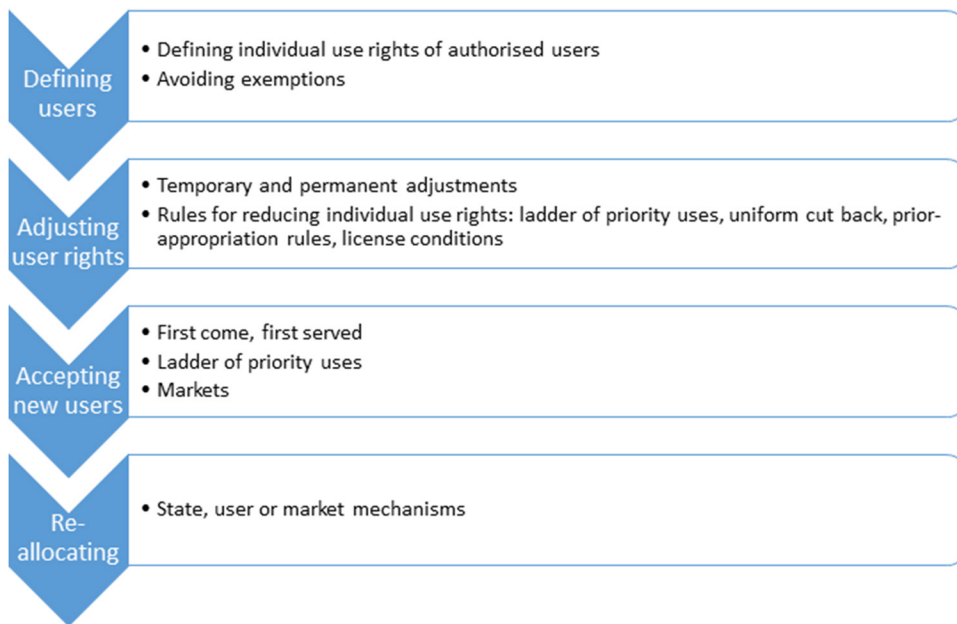 Defining
users
• Defining individual use rights of authorised users
• Avoiding exemptions
Adjusting
user rights
• Temporary and permanent adjustments
• Rules for reducing individual use rights: ladder of priority uses, uniform cut back, prior-
appropriation rules, license conditions
Accepting
new users
• First come, first served
• Ladder of priority uses
• Markets
Re-
allocating
• State, user or market mechanisms